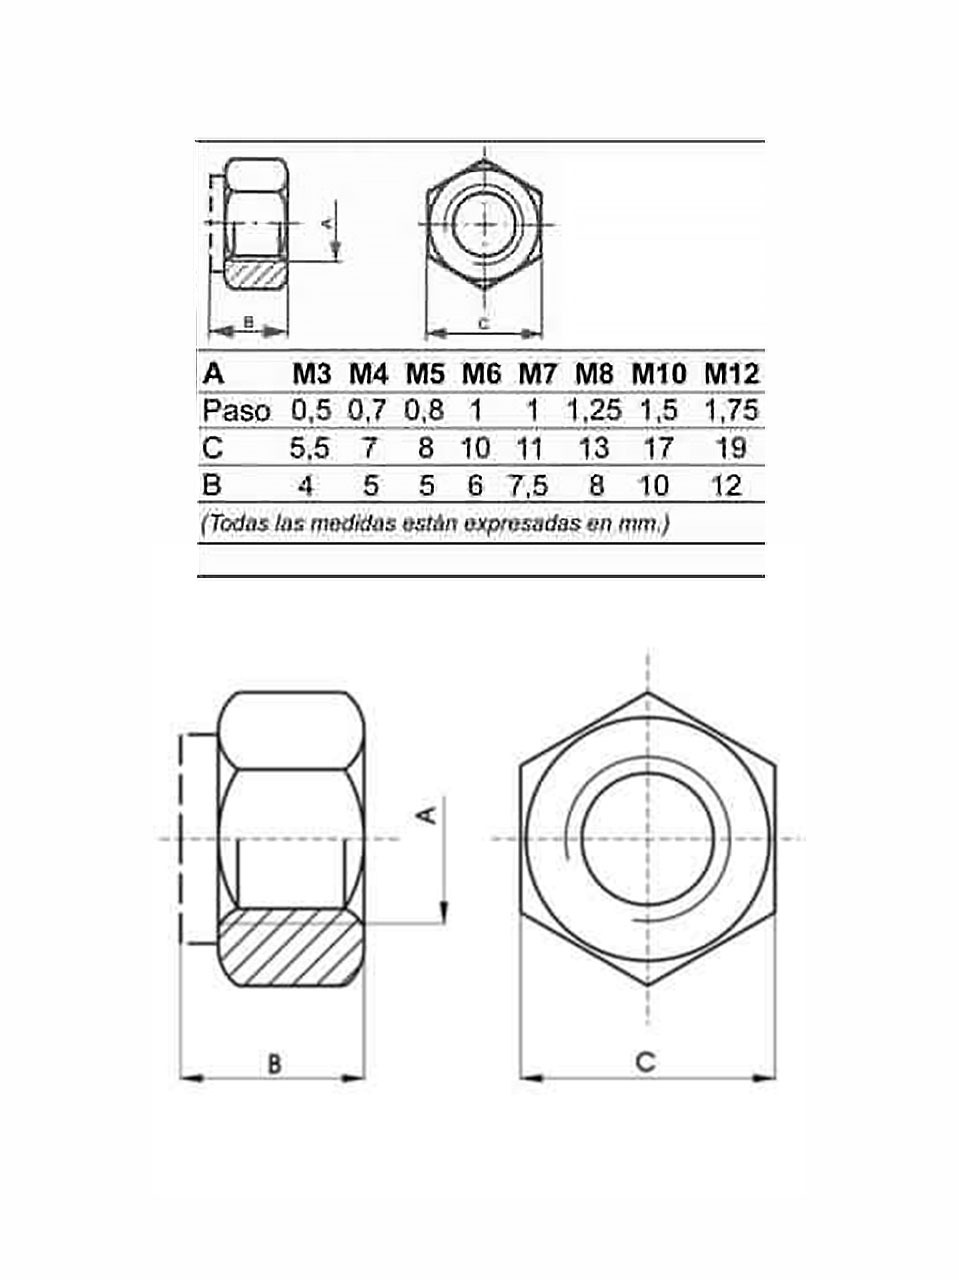 A
B
C
A M3 M4 M5 M6 M7 M8 M10 M12
Paso 0,5 0,7 0,8 1 1 1,25 1,5 1,75
C 5,5 7 8 10 11 13 17 19
B 4 5 5 6 7,5 8 10 12
(Todas las medidas están expresadas en mm.)
A
B
C